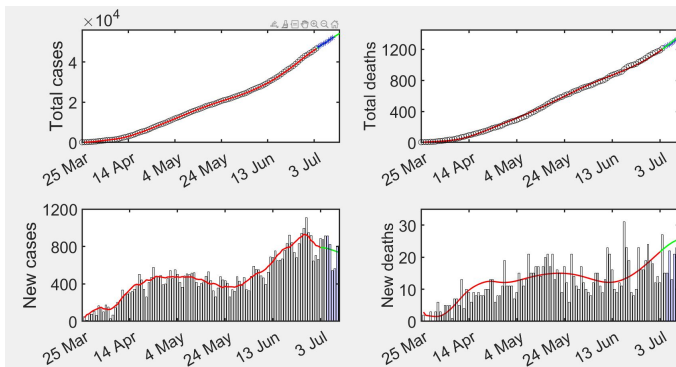 ×10⁴
Total cases
4
2
0
25 Mar
14 Apr
4 May
24 May
13 Jun
3 Jul
Total deaths
1200
800
400
0
25 Mar
14 Apr
4 May
24 May
13 Jun
3 Jul
New cases
1200
800
400
0
25 Mar
14 Apr
4 May
24 May
13 Jun
3 Jul
New deaths
30
20
10
0
25 Mar
14 Apr
4 May
24 May
13 Jun
3 Jul